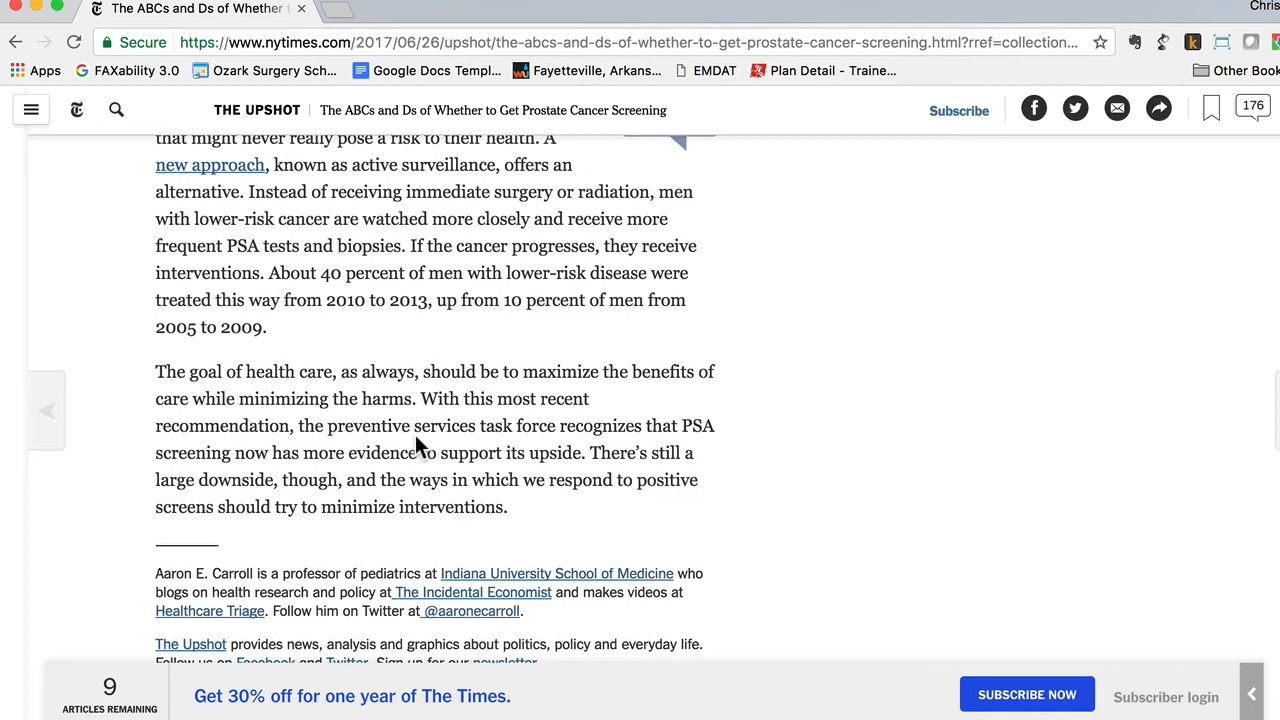 The ABCs and Ds of Whether t
Chris
Secure https://www.nytimes.com/2017/06/26/upshot/the-abcs-and-ds-of-whether-to-get-prostate-cancer-screening.html?rref=collection...
Apps FAXability 3.0 Ozark Surgery Sch... Google Docs Templ... Fayetteville, Arkans... EMDAT Plan Detail - Traine... Other Book
THE UPSHOT The ABCs and Ds of Whether to Get Prostate Cancer Screening Subscribe 176
that might never really pose a risk to their health. A
new approach, known as active surveillance, offers an
alternative. Instead of receiving immediate surgery or radiation, men
with lower-risk cancer are watched more closely and receive more
frequent PSA tests and biopsies. If the cancer progresses, they receive
interventions. About 40 percent of men with lower-risk disease were
treated this way from 2010 to 2013, up from 10 percent of men from
2005 to 2009.
The goal of health care, as always, should be to maximize the benefits of
care while minimizing the harms. With this most recent
recommendation, the preventive services task force recognizes that PSA
screening now has more evidence to support its upside. There's still a
large downside, though, and the ways in which we respond to positive
screens should try to minimize interventions.
Aaron E. Carroll is a professor of pediatrics at Indiana University School of Medicine who
blogs on health research and policy at The Incidental Economist and makes videos at
Healthcare Triage. Follow him on Twitter at @aaronecarroll.
The Upshot provides news, analysis and graphics about politics, policy and everyday life.
Follow us on Facebook and Twitter. Sign up for our newsletter.
9
ARTICLES REMAINING
Get 30% off for one year of The Times.
SUBSCRIBE NOW
Subscriber login